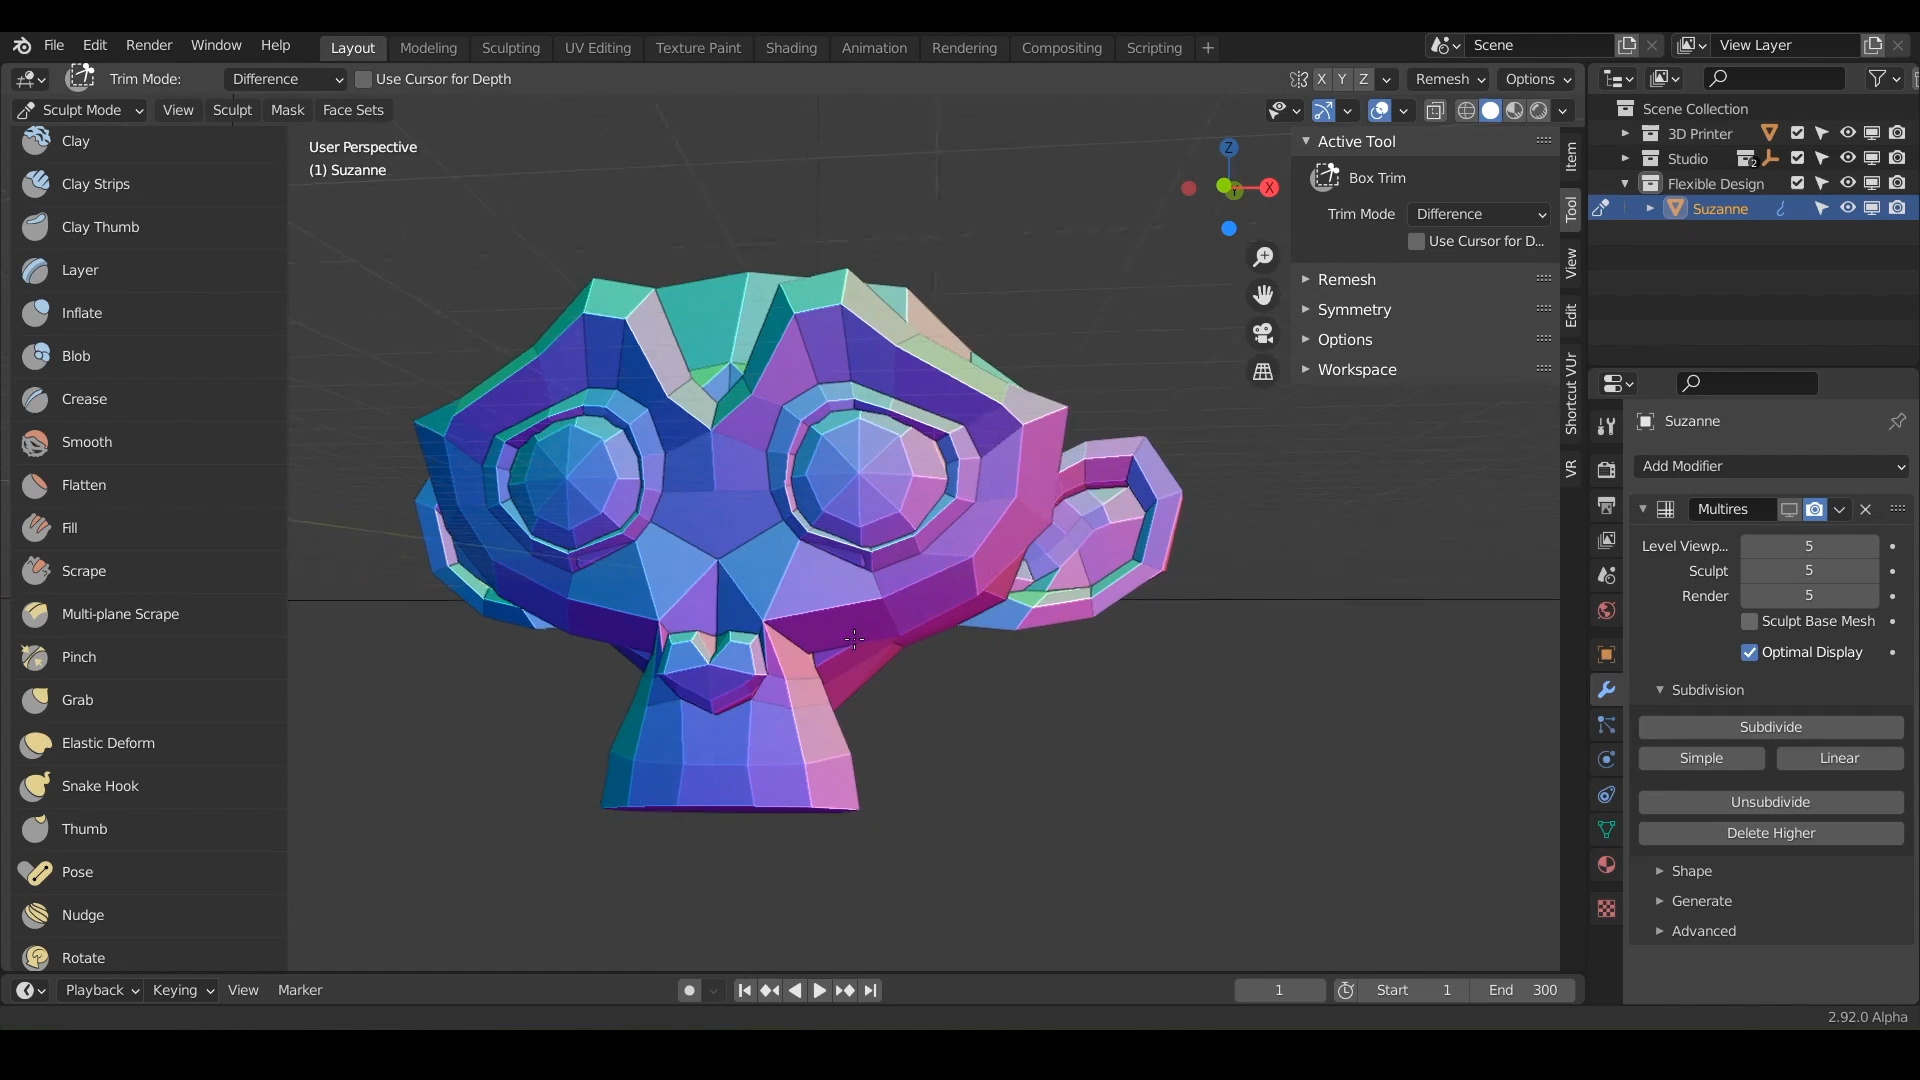 File Edit Render Window Help Layout Modeling Sculpting UV Editing Texture Paint Shading Animation Rendering Compositing Scripting + Scene View Layer
Trim Mode: Difference Use Cursor for Depth X Y Z Remesh Options
Sculpt Mode View Sculpt Mask Face Sets
Clay
Clay Strips
Clay Thumb
Layer
Inflate
Blob
Crease
Smooth
Flatten
Fill
Scrape
Multi-plane Scrape
Pinch
Grab
Elastic Deform
Snake Hook
Thumb
Pose
Nudge
Rotate
User Perspective
(1) Suzanne
Z
X
Y
Active Tool
Box Trim
Trim Mode Difference
Use Cursor for D...
Remesh
Symmetry
Options
Workspace
Item
Tool
View
Edit
Shortcut VUr
VR
Scene Collection
3D Printer
Studio 2
Flexible Design
Suzanne
Suzanne
Add Modifier
Multires
Level Viewp... 5
Sculpt 5
Render 5
Sculpt Base Mesh
Optimal Display
Subdivision
Subdivide
Simple Linear
Unsubdivide
Delete Higher
Shape
Generate
Advanced
Playback Keying View Marker 1 Start 1 End 300
2.92.0 Alpha